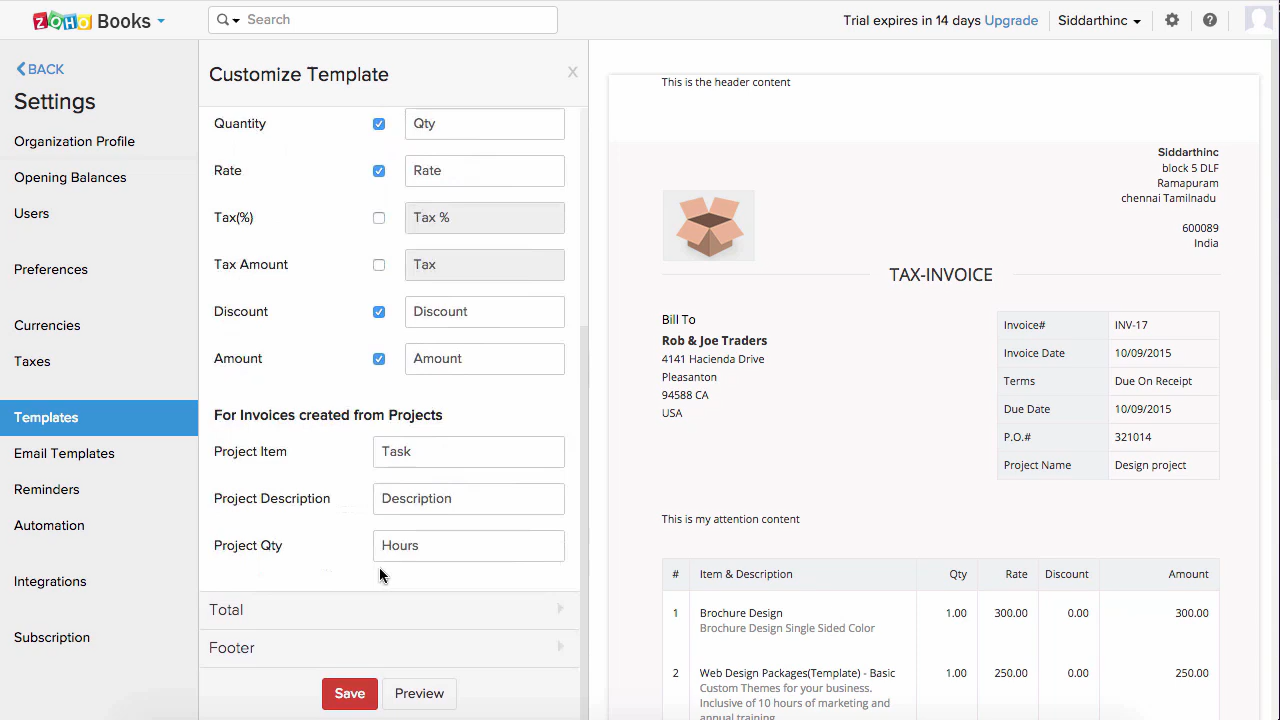 ZOHO Books
Search
Trial expires in 14 days Upgrade
Siddarthinc
BACK
Settings
Organization Profile
Opening Balances
Users
Preferences
Currencies
Taxes
Templates
Email Templates
Reminders
Automation
Integrations
Subscription
Customize Template
X
Quantity Qty
Rate Rate
Tax(%) Tax %
Tax Amount Tax
Discount Discount
Amount Amount
For Invoices created from Projects
Project Item Task
Project Description Description
Project Qty Hours
Total
Footer
Save Preview
This is the header content
Siddarthinc
block 5 DLF
Ramapuram
chennai Tamilnadu
600089
India
TAX-INVOICE
Bill To
Rob & Joe Traders
4141 Hacienda Drive
Pleasanton
94588 CA
USA
Invoice# INV-17
Invoice Date 10/09/2015
Terms Due On Receipt
Due Date 10/09/2015
P.O.# 321014
Project Name Design project
This is my attention content
# Item & Description Qty Rate Discount Amount
1 Brochure Design 1.00 300.00 0.00 300.00
Brochure Design Single Sided Color
2 Web Design Packages(Template) - Basic 1.00 250.00 0.00 250.00
Custom Themes for your business.
Inclusive of 10 hours of marketing and
annual training